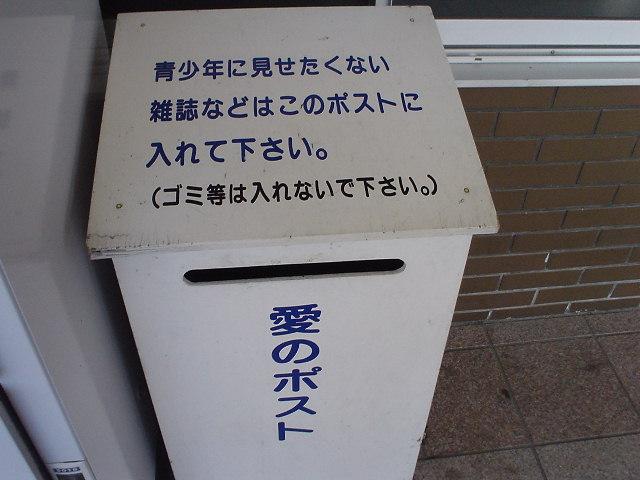 青少年に見せたくない
雑誌などはこのポストに
入れて下さい。
(ゴミ等は入れないで下さい。)
愛のポスト